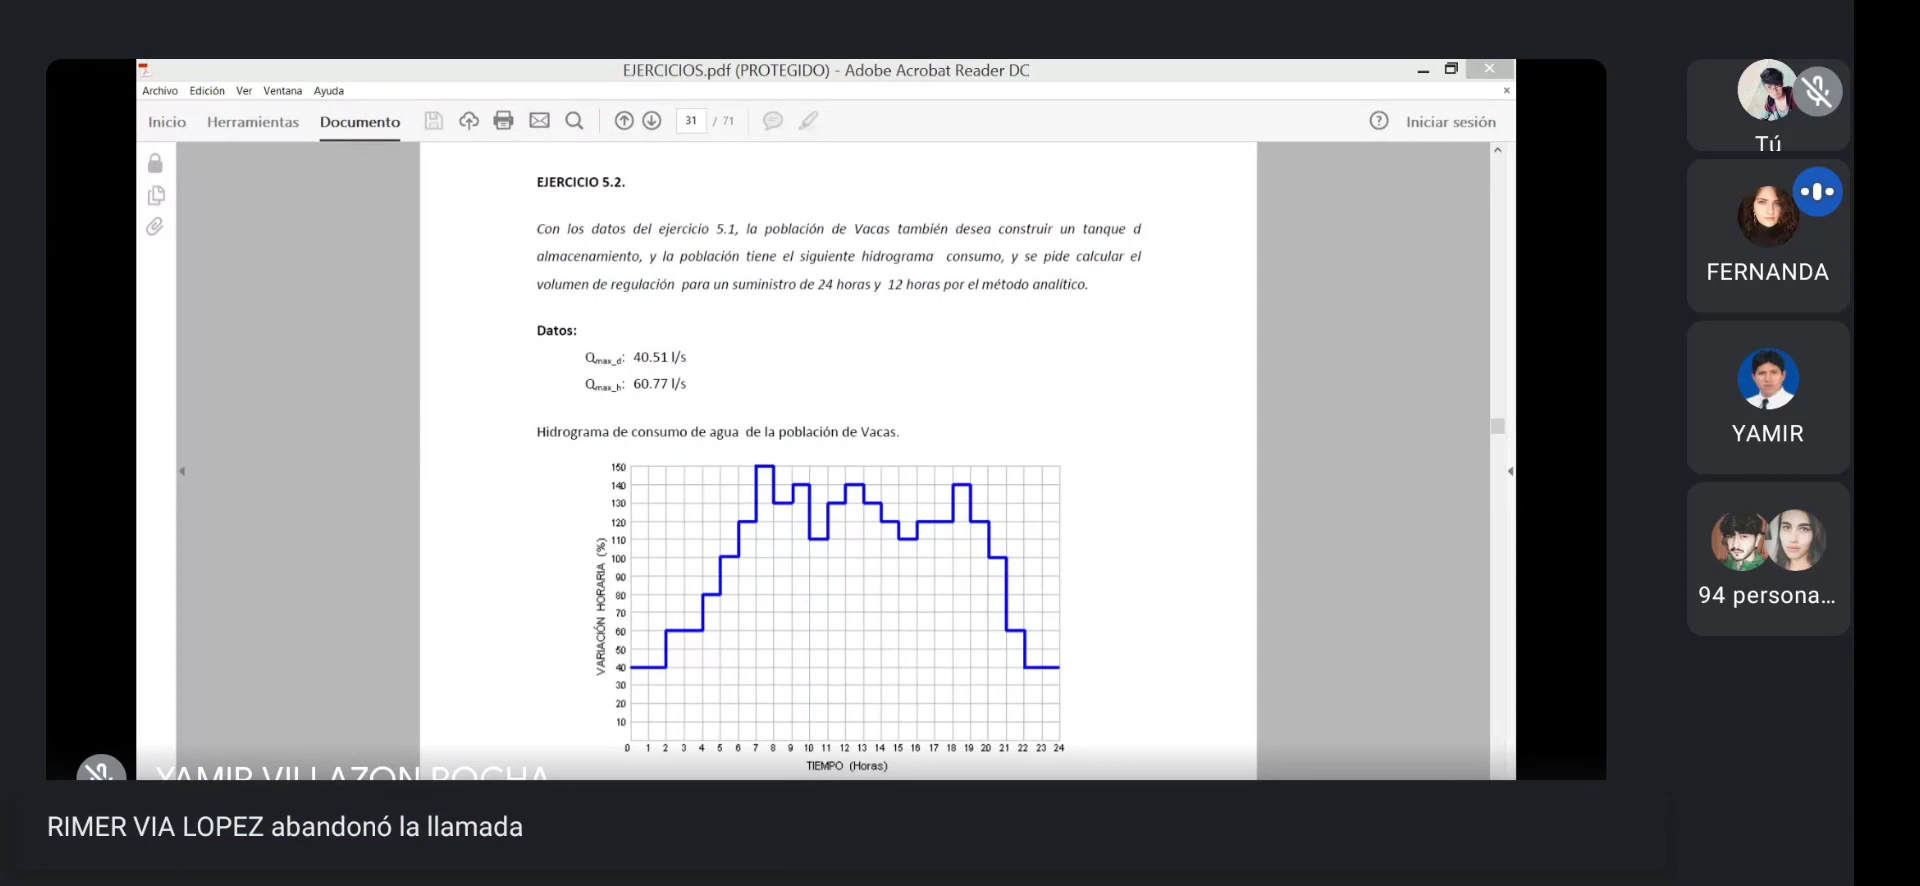 EJERCICIOS.pdf (PROTEGIDO) - Adobe Acrobat Reader DC
Archivo Edición Ver Ventana Ayuda
Inicio Herramientas Documento 31 / 71 Iniciar sesión
EJERCICIO 5.2.
Con los datos del ejercicio 5.1, la población de Vacas también desea construir un tanque d
almacenamiento, y la población tiene el siguiente hidrograma consumo, y se pide calcular el
volumen de regulación para un suministro de 24 horas y 12 horas por el método analítico.
Datos:
Qmax_d: 40.51 l/s
Qmax_h: 60.77 l/s
Hidrograma de consumo de agua de la población de Vacas.
VARIACIÓN HORARIA (%)
150
140
130
120
110
100
90
80
70
60
50
40
30
20
10
0 1 2 3 4 5 6 7 8 9 10 11 12 13 14 15 16 17 18 19 20 21 22 23 24
TIEMPO (Horas)
YAMIR VILLAZON ROCHA
RIMER VIA LOPEZ abandonó la llamada
Tú
FERNANDA
YAMIR
94 persona...